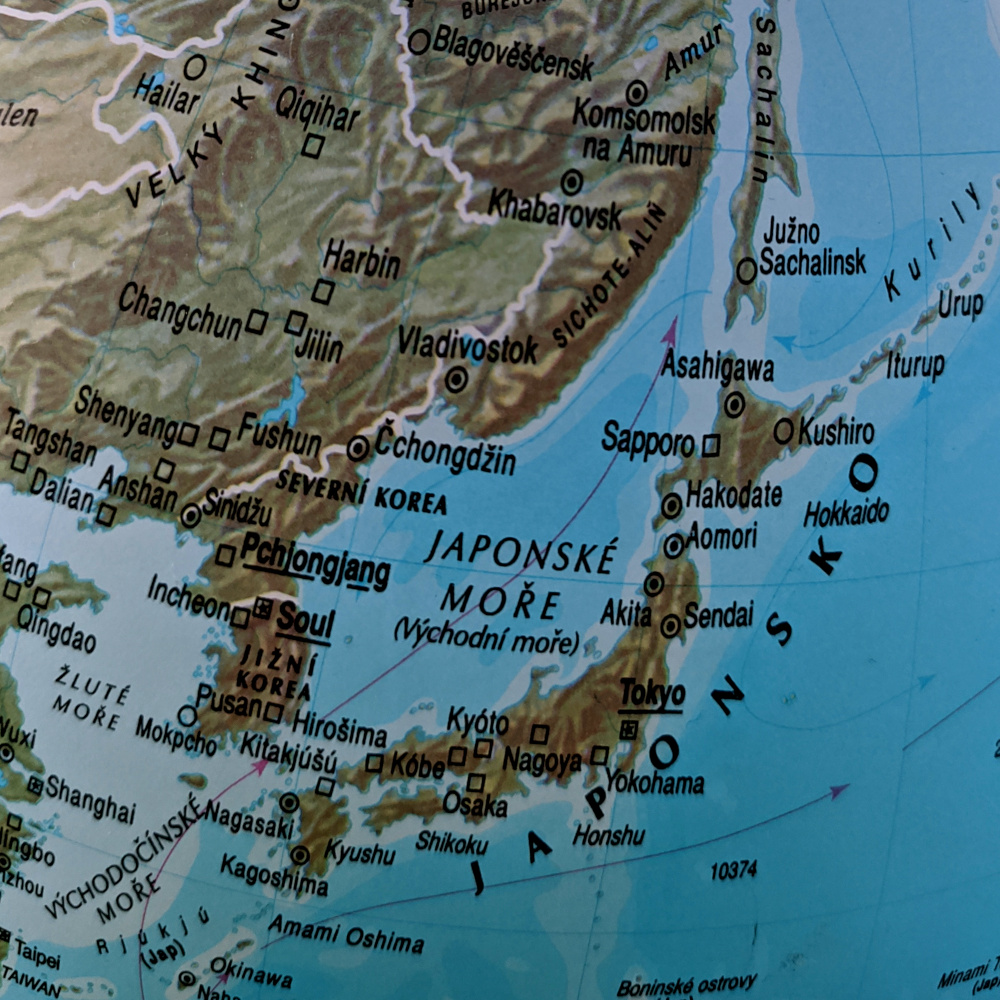 Blagověščensk
Amur
Sachalin
Hailar
VELKÝ
Qiqihar
Komsomolsk
na Amuru
Khabarovsk
SICHOTE-ALIŇ
Južno
Sachalinsk
Kurily
Urup
Iturup
Harbin
Changchun
Jilin
Vladivostok
Asahigawa
Sapporo
Kushiro
Shenyang
Fushun
Čchongdžin
Tangshan
Anshan
Dalian
Sinidžu
SEVERNÍ KOREA
Hakodate
Hokkaido
Aomori
Pchjongjang
JAPONSKÉ
MOŘE
(Východní moře)
Incheon
Soul
Akita
Sendai
Qingdao
JIŽNÍ
KOREA
ŽLUTÉ
MOŘE
Pusan
Mokpcho
Hirošima
Kitakjúšú
Kyóto
Kóbe
Nagoya
Tokyo
Yokohama
Osaka
Shanghai
Nagasaki
Kagoshima
Kyushu
Shikoku
Honshu
JAPONSKO
10374
VÝCHODOČÍNSKÉ
MOŘE
Rjúkjú
(Jap)
Amami Oshima
Okinawa
Taipei
TAIWAN
Boninské ostrovy
Minami